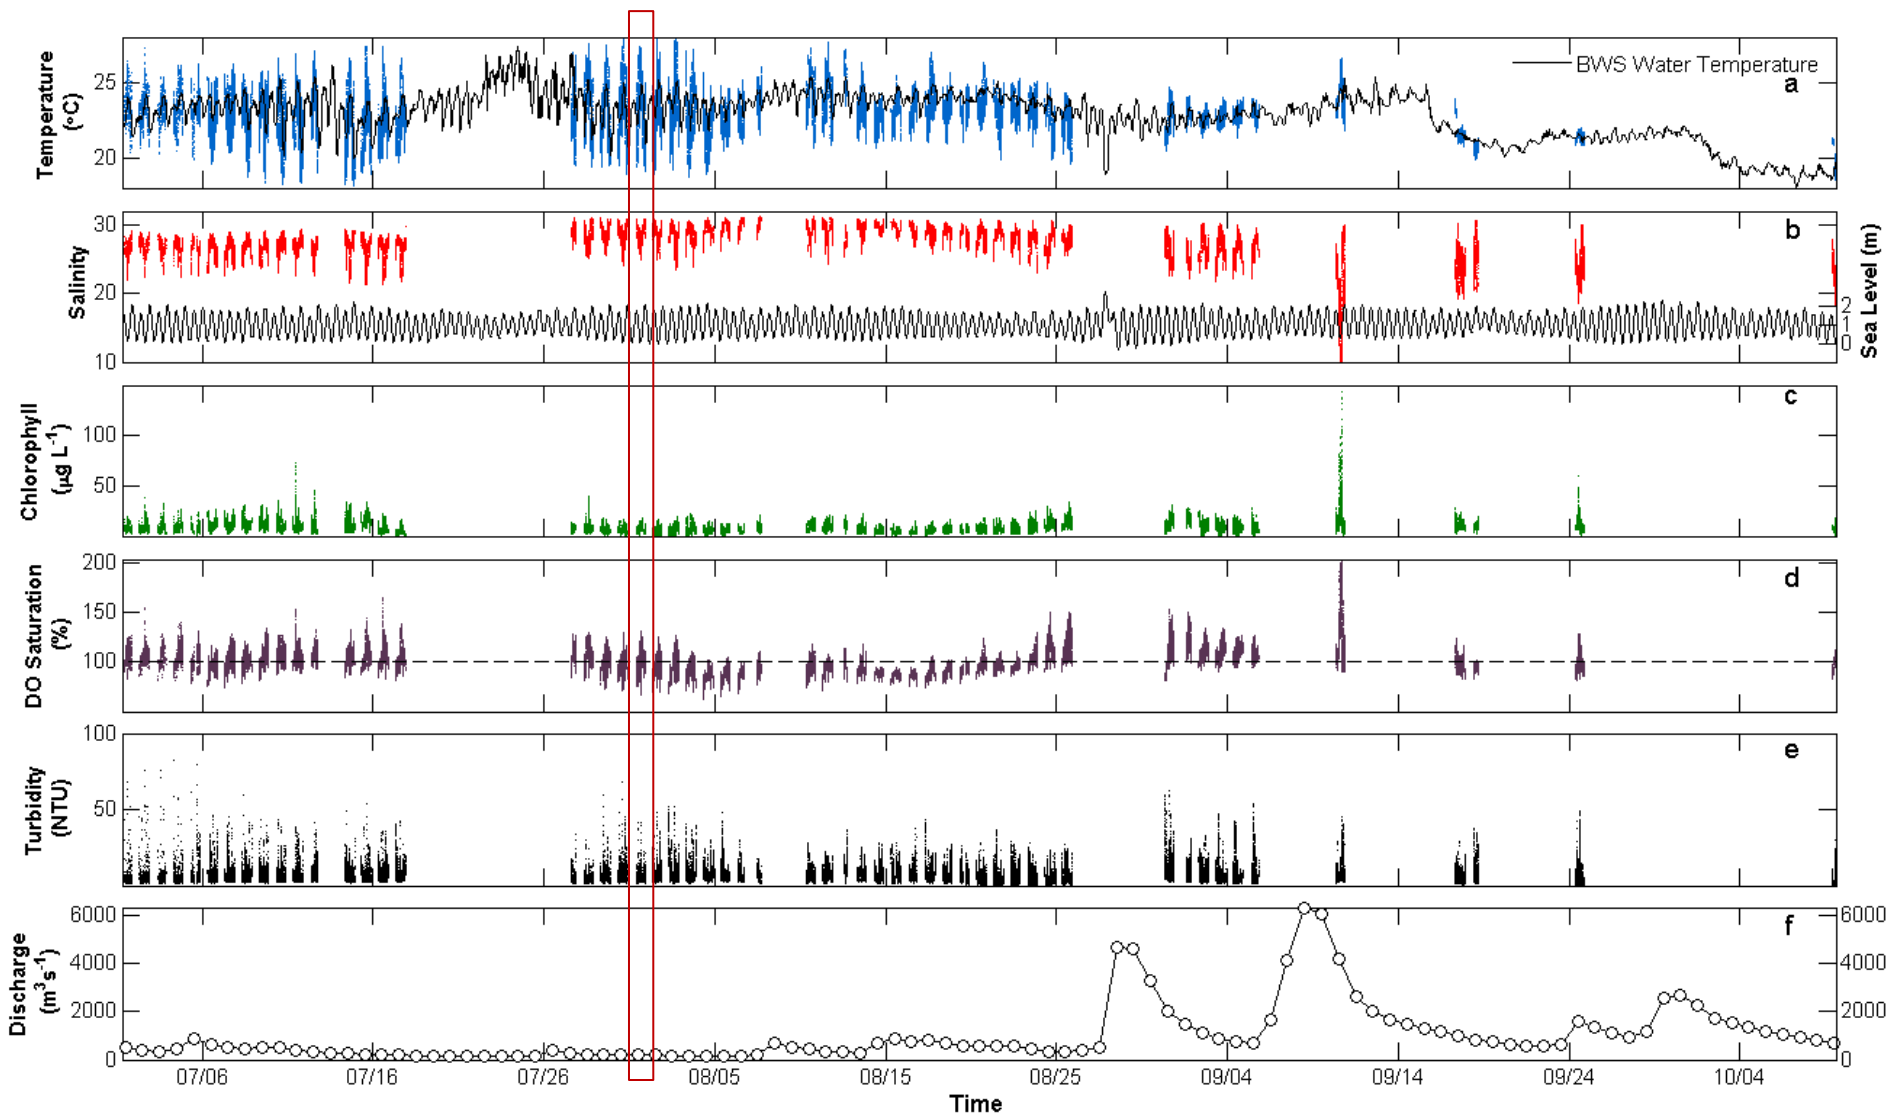 Temperature
(°C)
25
20
BWS Water Temperature
a
Salinity
30
20
10
b
2
1
0
Sea Level (m)
Chlorophyll
(μg L⁻¹)
100
50
c
DO Saturation
(%)
200
150
100
d
Turbidity
(NTU)
100
50
e
Discharge
(m³s⁻¹)
6000
4000
2000
0
f
6000
4000
2000
0
07/06 07/16 07/26 08/05 08/15 08/25 09/04 09/14 09/24 10/04
Time